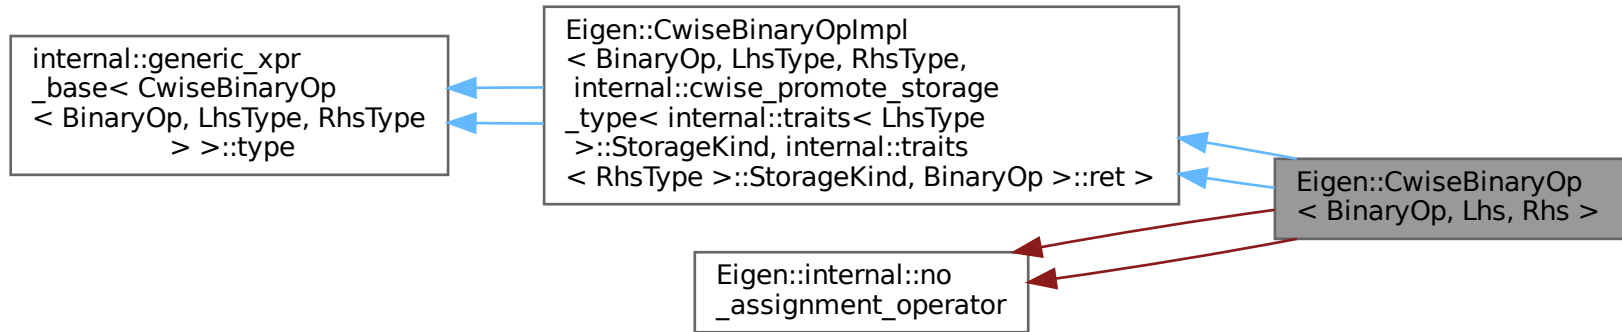 internal::generic_xpr
_base< CwiseBinaryOp
< BinaryOp, LhsType, RhsType
> >::type
Eigen::CwiseBinaryOpImpl
< BinaryOp, LhsType, RhsType,
internal::cwise_promote_storage
_type< internal::traits< LhsType
>::StorageKind, internal::traits
< RhsType >::StorageKind, BinaryOp >::ret >
Eigen::CwiseBinaryOp
< BinaryOp, Lhs, Rhs >
Eigen::internal::no
_assignment_operator